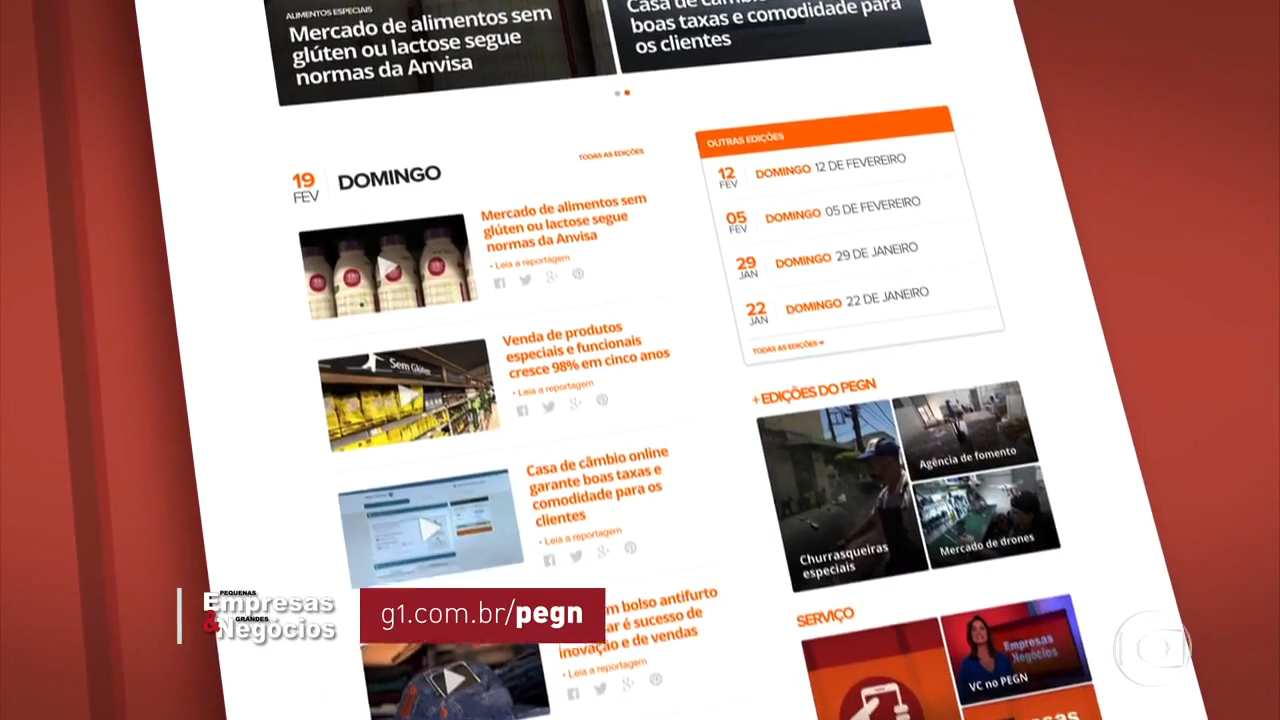 ALIMENTOS ESPECIAIS
Mercado de alimentos sem
glúten ou lactose segue
normas da Anvisa
boas taxas e comodidade para
os clientes
19
FEV
DOMINGO
TODAS AS EDIÇÕES
Mercado de alimentos sem
glúten ou lactose segue
normas da Anvisa
• Leia a reportagem
Sem Glúten
Venda de produtos
especiais e funcionais
cresce 98% em cinco anos
• Leia a reportagem
Casa de câmbio online
garante boas taxas e
comodidade para os
clientes
• Leia a reportagem
m bolso antifurto
ar é sucesso de
inovação e de vendas
• Leia a reportagem
OUTRAS EDIÇÕES
12
FEV
DOMINGO 12 DE FEVEREIRO
05
FEV
DOMINGO 05 DE FEVEREIRO
29
JAN
DOMINGO 29 DE JANEIRO
22
JAN
DOMINGO 22 DE JANEIRO
TODAS AS EDIÇÕES
+ EDIÇÕES DO PEGN
Churrasqueiras
especiais
Agência de fomento
Mercado de drones
SERVIÇO
Empresas
Negócios
VC no PEGN
PEQUENAS
Empresas
& GRANDES
Negócios
g1.com.br/pegn